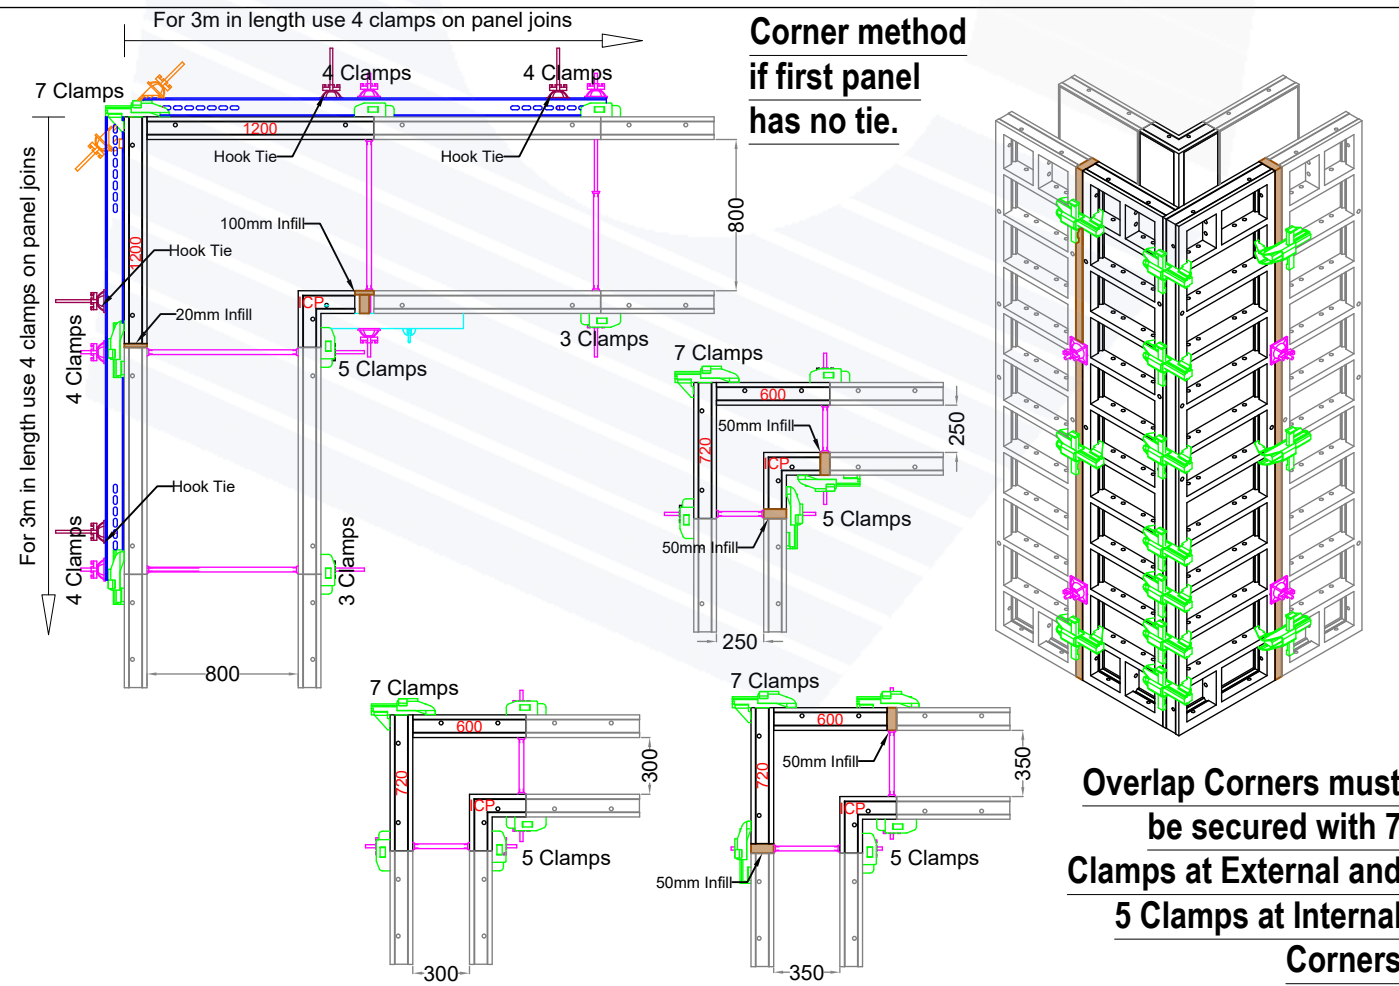 For 3m in length use 4 clamps on panel joins
Corner method
if first panel
has no tie.
7 Clamps
4 Clamps
4 Clamps
1200
Hook Tie
Hook Tie
For 3m in length use 4 clamps on panel joins
1200
100mm Infill
800
Hook Tie
ICP
20mm Infill
4 Clamps
5 Clamps
3 Clamps
Hook Tie
4 Clamps
3 Clamps
800
7 Clamps
600
720
50mm Infill
250
ICP
5 Clamps
50mm Infill
250
7 Clamps
600
720
300
ICP
5 Clamps
300
7 Clamps
600
720
50mm Infill
350
ICP
5 Clamps
50mm Infill
350
Overlap Corners must
be secured with 7
Clamps at External and
5 Clamps at Internal
Corners